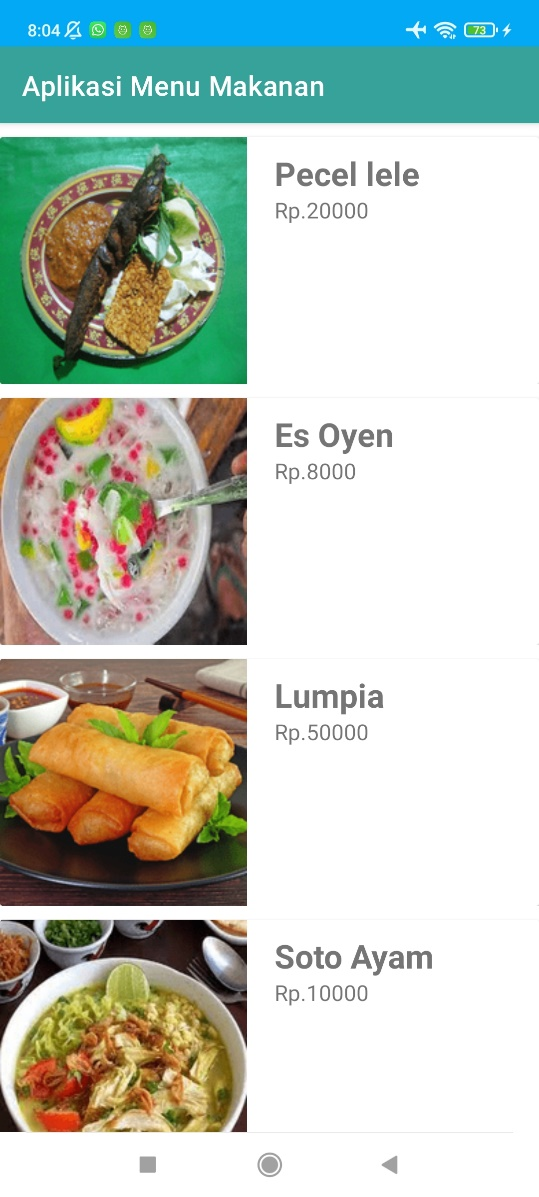 8:04
73
Aplikasi Menu Makanan
Pecel lele
Rp.20000
Es Oyen
Rp.8000
Lumpia
Rp.50000
Soto Ayam
Rp.10000